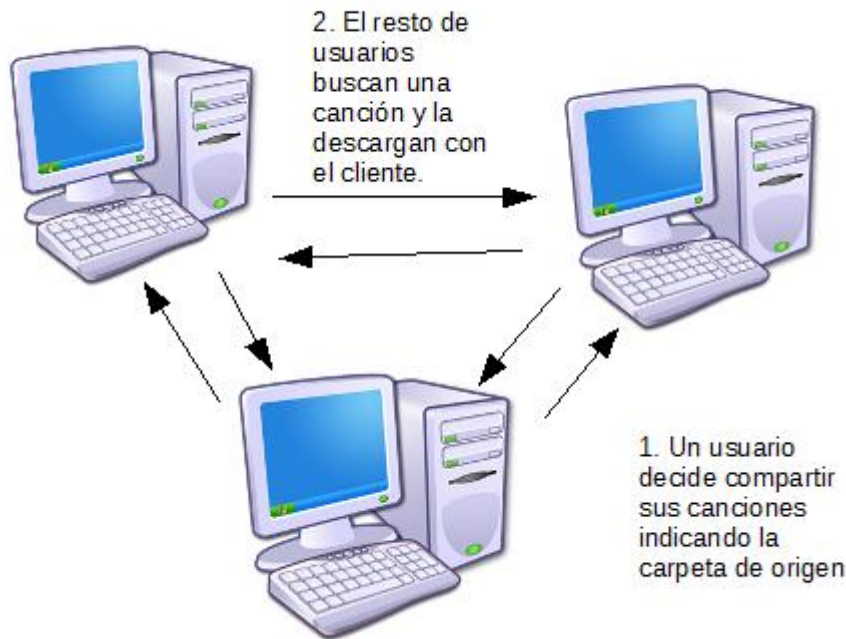 2. El resto de
usuarios
buscan una
canción y la
descargan con
el cliente.
1. Un usuario
decide compartir
sus canciones
indicando la
carpeta de origen